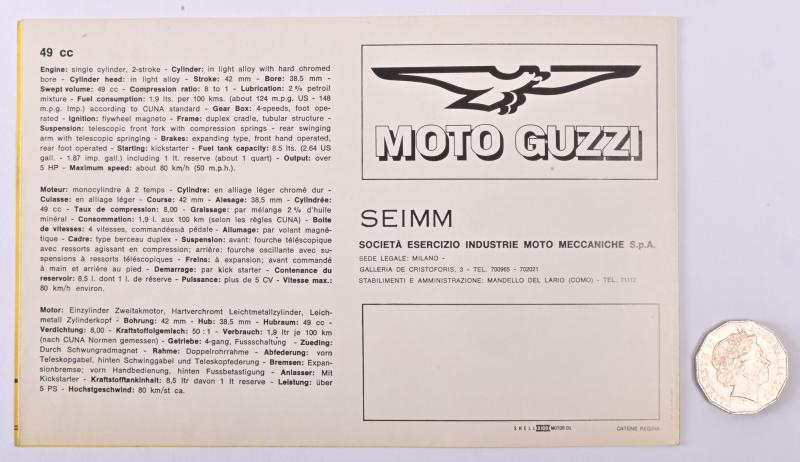 49 cc
Engine: single cylinder, 2-stroke - Cylinder: in light alloy with hard chromed
bore - Cylinder head: in light alloy - Stroke: 42 mm - Bore: 38.5 mm -
Swept volume: 49 cc - Compression ratio: 8 to 1 - Lubrication: 2 % petroil
mixture - Fuel consumption: 1.9 lts. per 100 kms. (about 124 m.p.g. US - 148
m.p.g. Imp.) according to CUNA standard - Gear Box: 4-speeds, foot ope-
rated - Ignition: flywheel magneto - Frame: duplex cradle, tubular structure -
Suspension: telescopic front fork with compression springs - rear swinging
arm with telescopic springing - Brakes: expanding type, front hand operated,
rear foot operated - Starting: kickstarter - Fuel tank capacity: 8.5 lts. (2.64 US
gall. - 1.87 imp. gall.) including 1 lt. reserve (about 1 quart) - Output: over
5 HP - Maximum speed: about 80 km/h (50 m.p.h.).
Moteur: monocylindre à 2 temps - Cylindre: en alliage léger chromé dur -
Culasse: en alliage léger - Course: 42 mm - Alesage: 38,5 mm - Cylindrée:
49 cc - Taux de compression: 8,00 - Graissage: par mélange 2 % d'huile
minéral - Consommation: 1,9 l. aux 100 km (selon les règles CUNA) - Boite
de vitesses: 4 vitesses, commandées à pédale - Allumage: par volant magné-
tique - Cadre: type berceau duplex - Suspension: avant: fourche téléscopique
avec ressorts agissant en compression; arrière: fourche oscillante avec su-
spensions à ressorts téléscopiques - Freins: à expansion; avant commandé
à main et arrière au pied - Demarrage: par kick starter - Contenance du
reservoir: 8,5 l. dont 1 l. de réserve - Puissance: plus de 5 CV - Vitesse max.:
80 km/h environ.
Motor: Einzylinder Zweitakmotor, Hartverchromt Leichtmetallzylinder, Leich-
metall Zylinderkopf - Bohrung: 42 mm - Hub: 38,5 mm - Hubraum: 49 cc -
Verdichtung: 8,00 - Kraftstoffolgemisch: 50 : 1 - Verbrauch: 1,9 ltr je 100 km
(nach CUNA Normen gemessen) - Getriebe: 4-gang, Fussschaltung - Zueding:
Durch Schwungradmagnet - Rahme: Doppelrohrrahme - Abfederung: vorn
Teleskopgabel, hinten Schwinggabel und Teleskopfederung - Bremsen: Expan-
sionbremse; vorn Handbedienung, hinten Fussbetastigung - Anlasser: Mit
Kickstarter - Kraftstofftankinhalt: 8,5 ltr davon 1 lt reserve - Leistung: über
5 PS - Hochstgeschwind: 80 km/st ca.
MOTO GUZZI
SEIMM
SOCIETÀ ESERCIZIO INDUSTRIE MOTO MECCANICHE S.p.A.
SEDE LEGALE: MILANO -
GALLERIA DE CRISTOFORIS, 3 - TEL. 700965 - 702021
STABILIMENTI E AMMINISTRAZIONE: MANDELLO DEL LARIO (COMO) - TEL. 71112
SHELL X-100 MOTOR OIL
CATENE REGINA